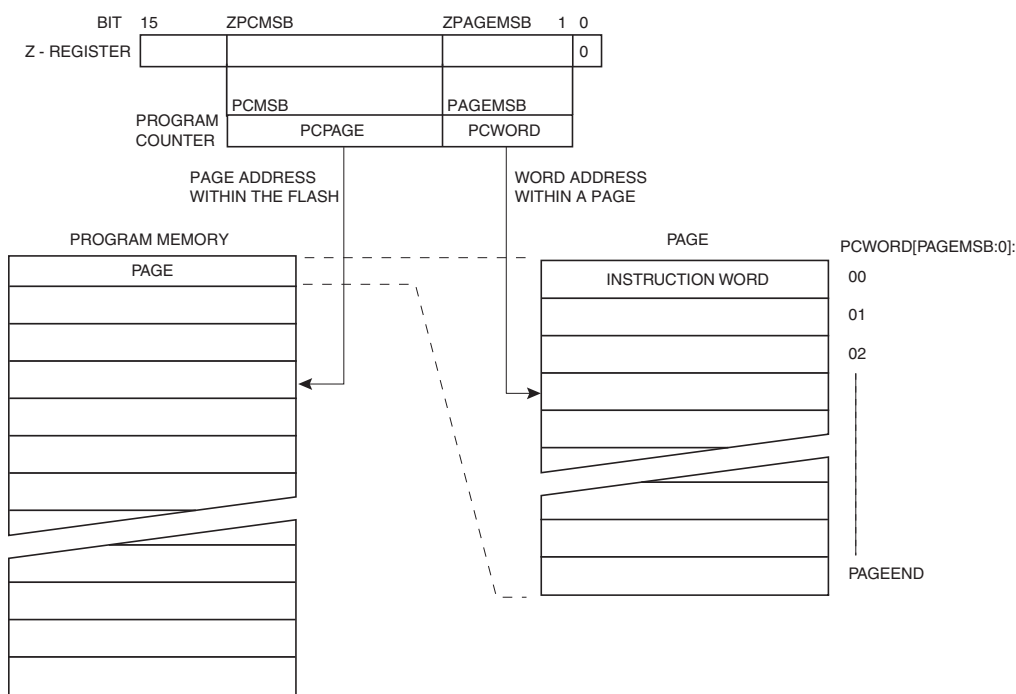 BIT 15 ZPCMSB ZPAGEMSB 1 0
Z - REGISTER 0
PCMSB PAGEMSB
PROGRAM
COUNTER
PCPAGE PCWORD
PAGE ADDRESS
WITHIN THE FLASH
WORD ADDRESS
WITHIN A PAGE
PROGRAM MEMORY
PAGE
PAGE
PCWORD[PAGEMSB:0]:
INSTRUCTION WORD
00
01
02
PAGEEND